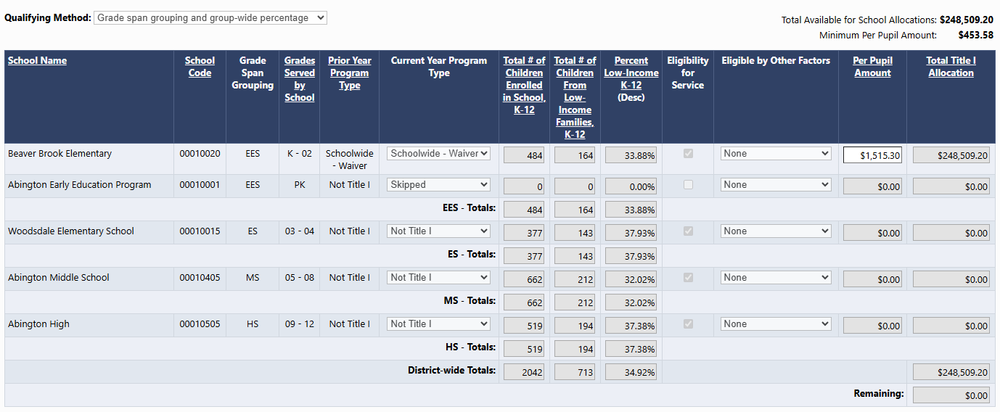 Qualifying Method: Grade span grouping and group-wide percentage
Total Available for School Allocations: $248,509.20
Minimum Per Pupil Amount: $453.58
School Name
School Code
Grade Span Grouping
Grades Served by School
Prior Year Program Type
Current Year Program Type
Total # of Children Enrolled in School, K-12
Total # of Children From Low-Income Families, K-12
Percent Low-Income K-12 (Desc)
Eligibility for Service
Eligible by Other Factors
Per Pupil Amount
Total Title I Allocation
Beaver Brook Elementary 00010020 EES K - 02 Schoolwide - Waiver Schoolwide - Waiver 484 164 33.88% None $1,515.30 $248,509.20
Abington Early Education Program 00010001 EES PK Not Title I Skipped 0 0 0.00% None $0.00 $0.00
EES - Totals: 484 164 33.88%
Woodsdale Elementary School 00010015 ES 03 - 04 Not Title I Not Title I 377 143 37.93% None $0.00 $0.00
ES - Totals: 377 143 37.93%
Abington Middle School 00010405 MS 05 - 08 Not Title I Not Title I 662 212 32.02% None $0.00 $0.00
MS - Totals: 662 212 32.02%
Abington High 00010505 HS 09 - 12 Not Title I Not Title I 519 194 37.38% None $0.00 $0.00
HS - Totals: 519 194 37.38%
District-wide Totals: 2042 713 34.92% $248,509.20
Remaining: $0.00